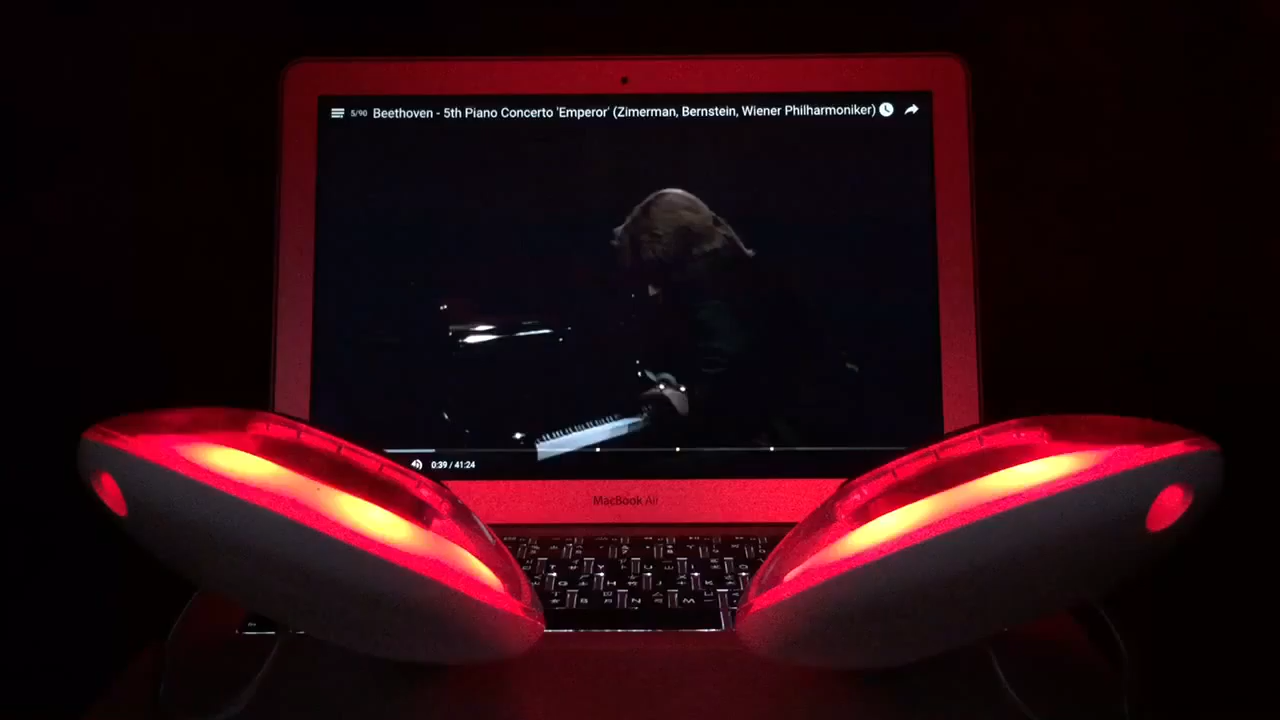 5/90 Beethoven - 5th Piano Concerto 'Emperor' (Zimerman, Bernstein, Wiener Philharmoniker)
0:39 / 41:24
MacBook Air